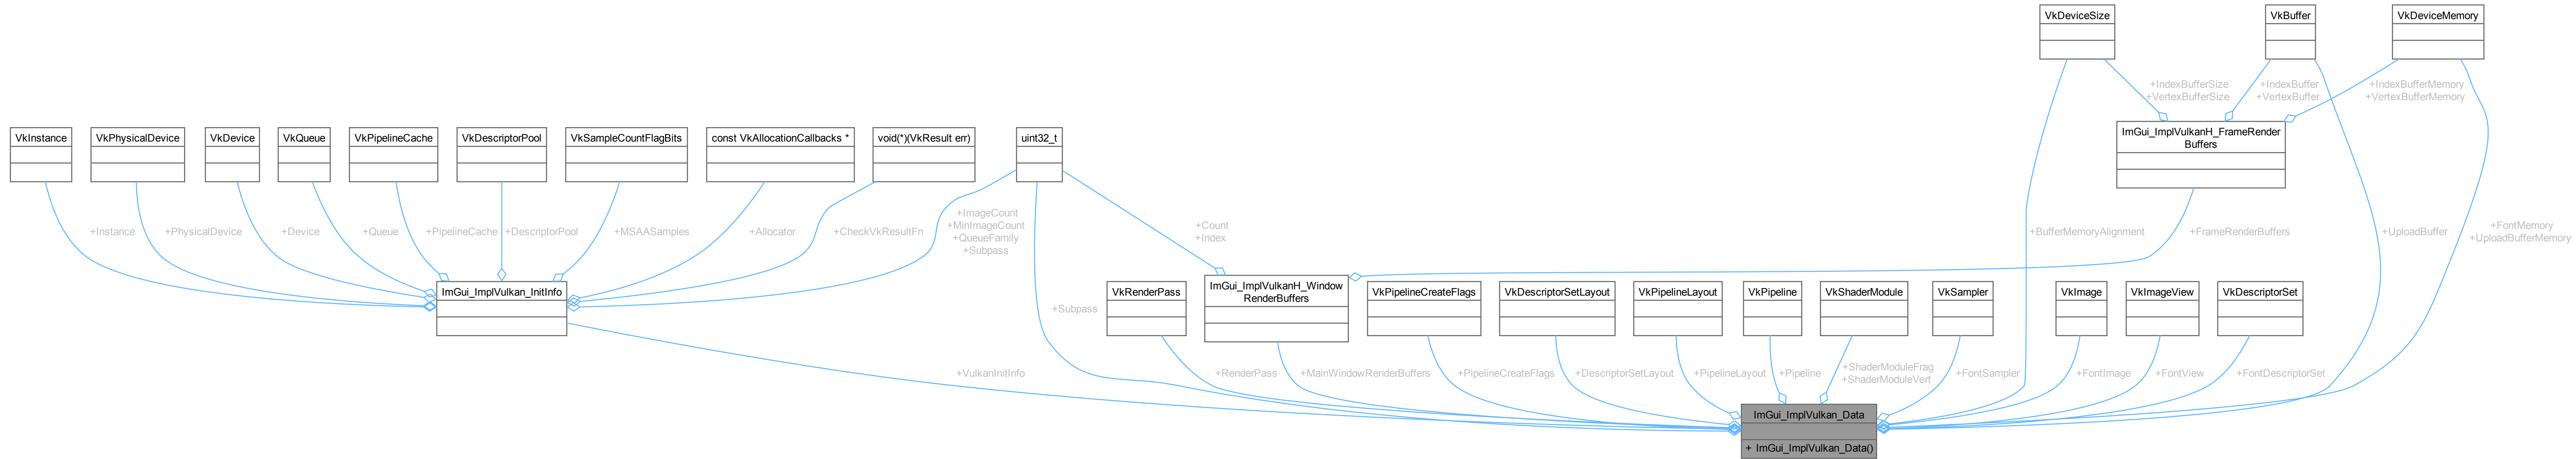 VkDeviceSize
VkBuffer
VkDeviceMemory
+IndexBufferSize
+VertexBufferSize
+IndexBuffer
+VertexBuffer
+IndexBufferMemory
+VertexBufferMemory
VkInstance
VkPhysicalDevice
VkDevice
VkQueue
VkPipelineCache
VkDescriptorPool
VkSampleCountFlagBits
const VkAllocationCallbacks *
void(*)(VkResult err)
uint32_t
ImGui_ImplVulkanH_FrameRender
Buffers
+Instance
+PhysicalDevice
+Device
+Queue
+PipelineCache
+DescriptorPool
+MSAASamples
+Allocator
+CheckVkResultFn
+ImageCount
+MinImageCount
+QueueFamily
+Subpass
+Count
+Index
+BufferMemoryAlignment
+FrameRenderBuffers
+UploadBuffer
+FontMemory
+UploadBufferMemory
ImGui_ImplVulkan_InitInfo
+Subpass
VkRenderPass
ImGui_ImplVulkanH_Window
RenderBuffers
VkPipelineCreateFlags
VkDescriptorSetLayout
VkPipelineLayout
VkPipeline
VkShaderModule
VkSampler
VkImage
VkImageView
VkDescriptorSet
+VulkanInitInfo
+RenderPass
+MainWindowRenderBuffers
+PipelineCreateFlags
+DescriptorSetLayout
+PipelineLayout
+Pipeline
+ShaderModuleFrag
+ShaderModuleVert
+FontSampler
+FontImage
+FontView
+FontDescriptorSet
ImGui_ImplVulkan_Data
+ ImGui_ImplVulkan_Data()